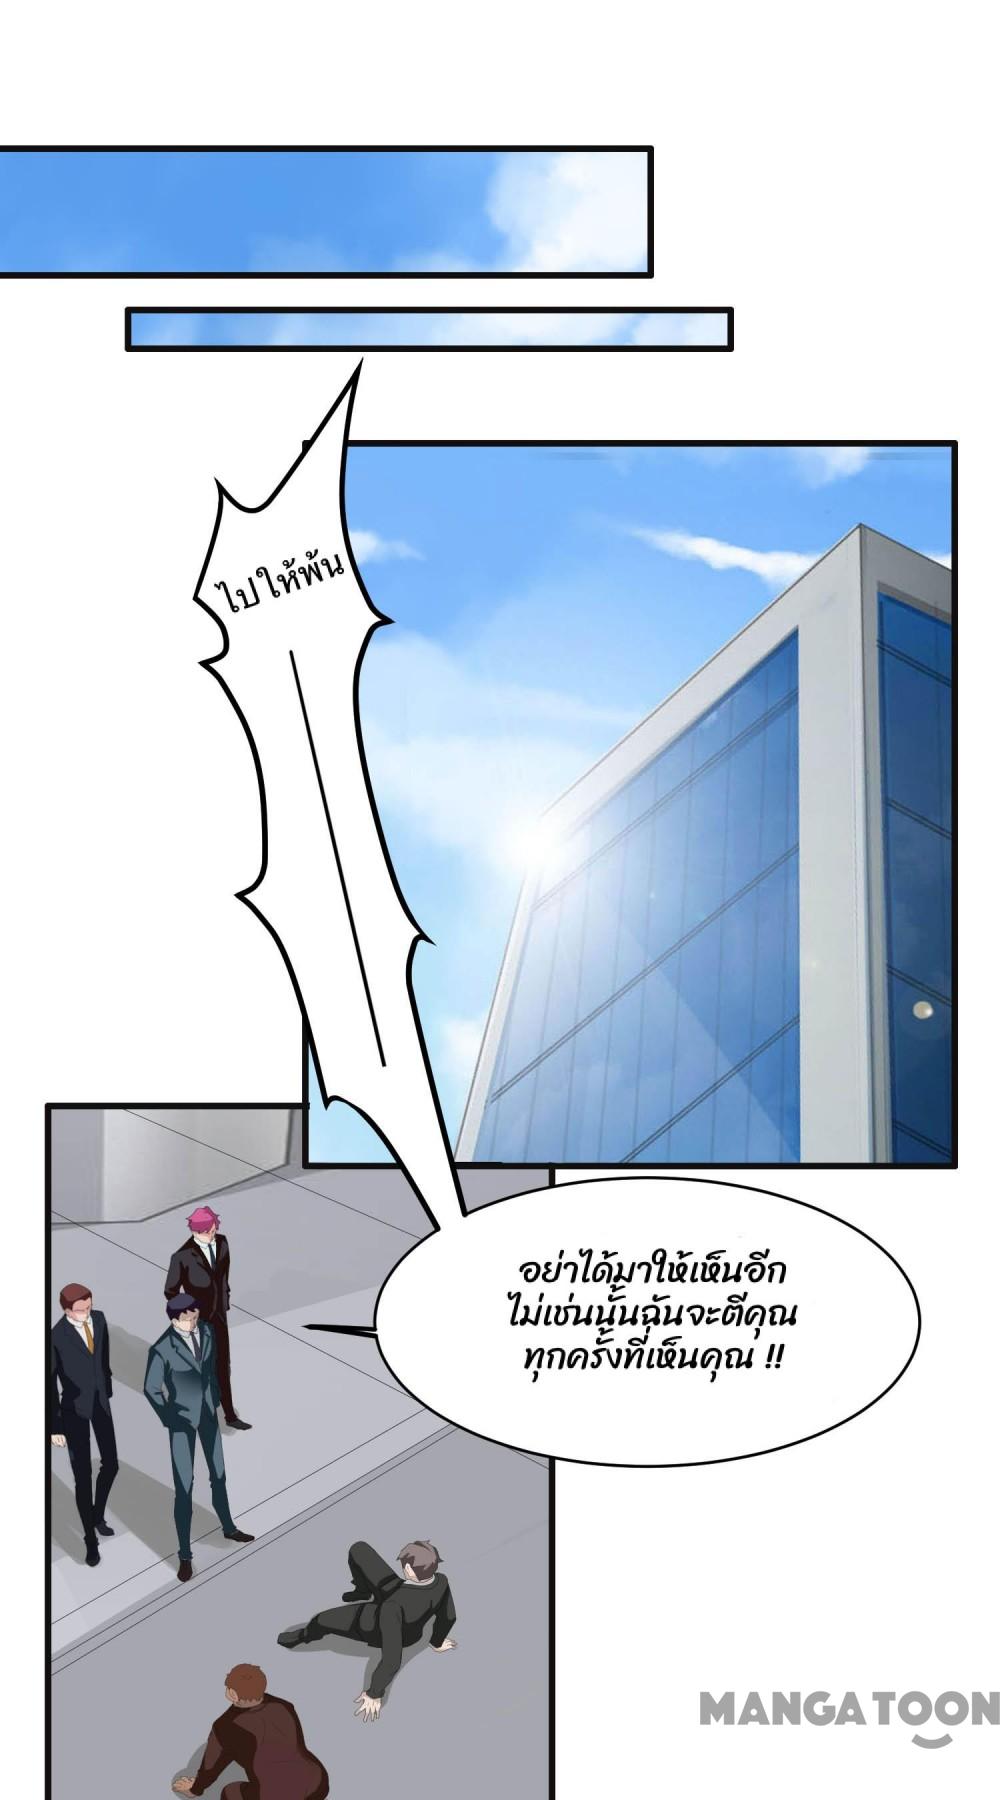 ไปให้พ้น
อย่าได้มาให้เห็นอีก
ไม่เช่นนั้นฉันจะตีคุณ
ทุกครั้งที่เห็นคุณ !!
MANGATOON